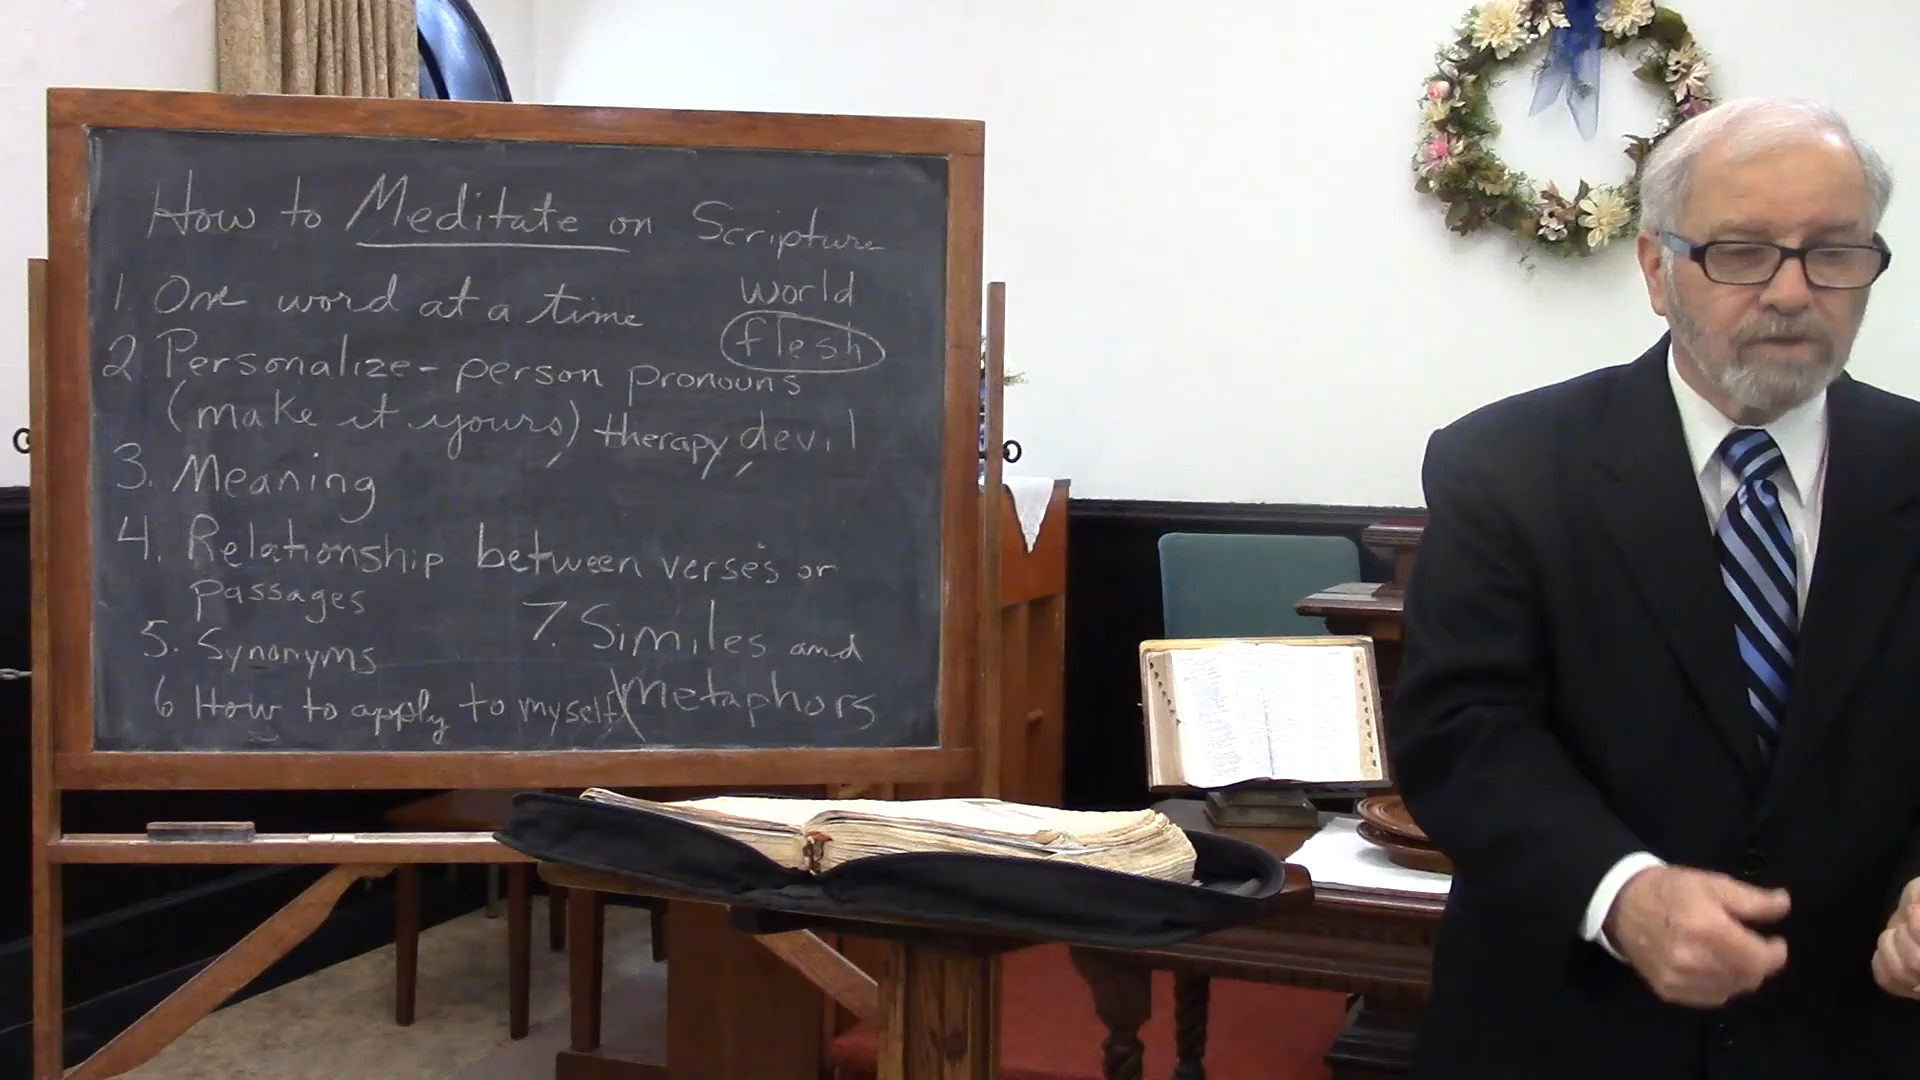 How to Meditate on Scripture
1. One word at a time
world
flesh
2 Personalize - person pronouns
(make it yours) therapy devil
3. Meaning
4. Relationship between verses or
passages
5. Synonyms
6 How to apply to myself
7. Similes and
Metaphors